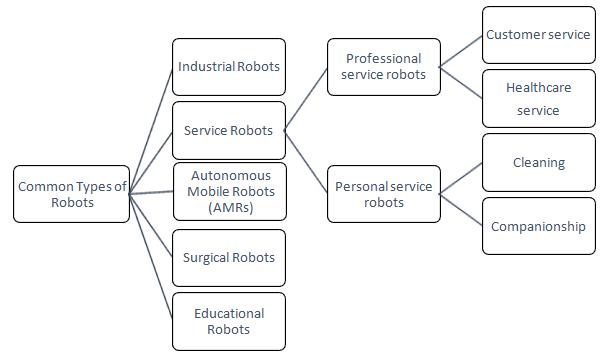 Common Types of
Robots
Industrial Robots
Service Robots
Autonomous
Mobile Robots
(AMRs)
Surgical Robots
Educational
Robots
Professional
service robots
Personal service
robots
Customer service
Healthcare
service
Cleaning
Companionship